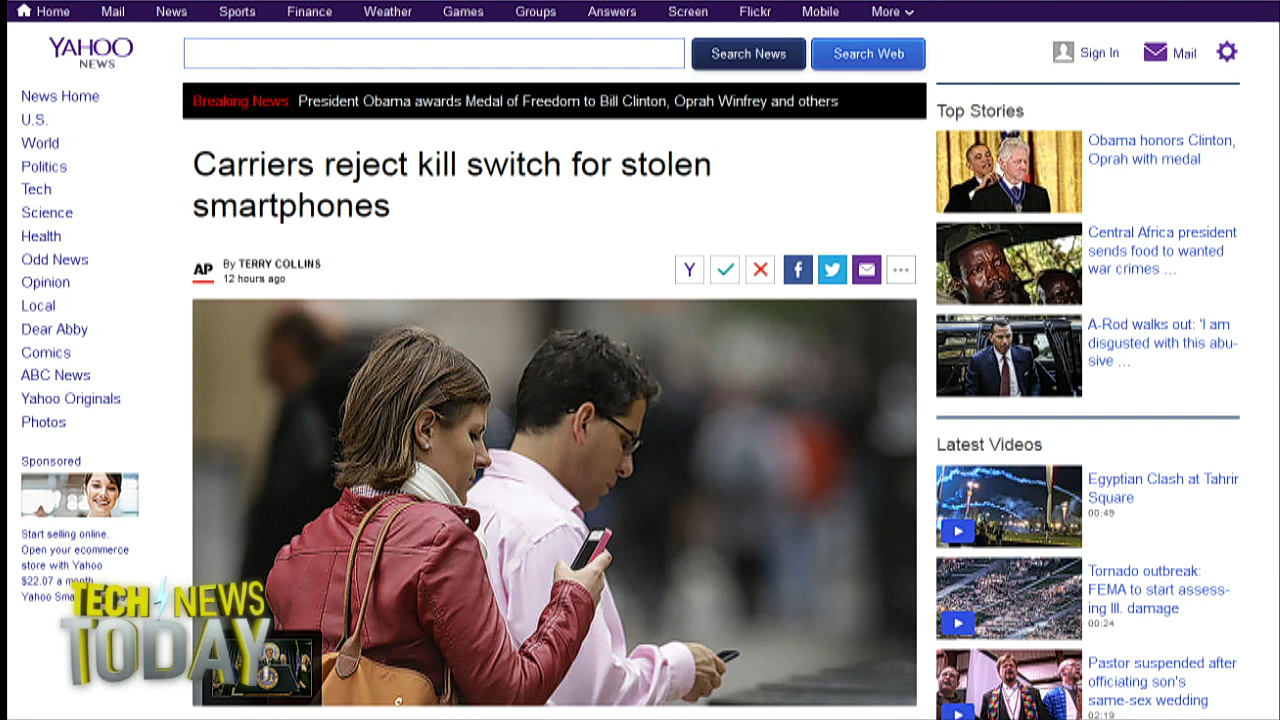 Home Mail News Sports Finance Weather Games Groups Answers Screen Flickr Mobile More
YAHOO
NEWS
Search News
Search Web
Sign In
Mail
News Home
U.S.
World
Politics
Tech
Science
Health
Odd News
Opinion
Local
Dear Abby
Comics
ABC News
Yahoo Originals
Photos
Sponsored
Start selling online.
Open your ecommerce
store with Yahoo
$22.07 a month
Yahoo
TECH NEWS
TODAY
Breaking News President Obama awards Medal of Freedom to Bill Clinton, Oprah Winfrey and others
Carriers reject kill switch for stolen
smartphones
AP
By TERRY COLLINS
12 hours ago
Y
f
Top Stories
Obama honors Clinton,
Oprah with medal
Central Africa president
sends food to wanted
war crimes ...
A-Rod walks out: 'I am
disgusted with this abu-
sive ...
Latest Videos
Egyptian Clash at Tahrir
Square
00:49
Tornado outbreak:
FEMA to start assess-
ing Ill. damage
00:24
Pastor suspended after
officiating son's
same-sex wedding
02:19